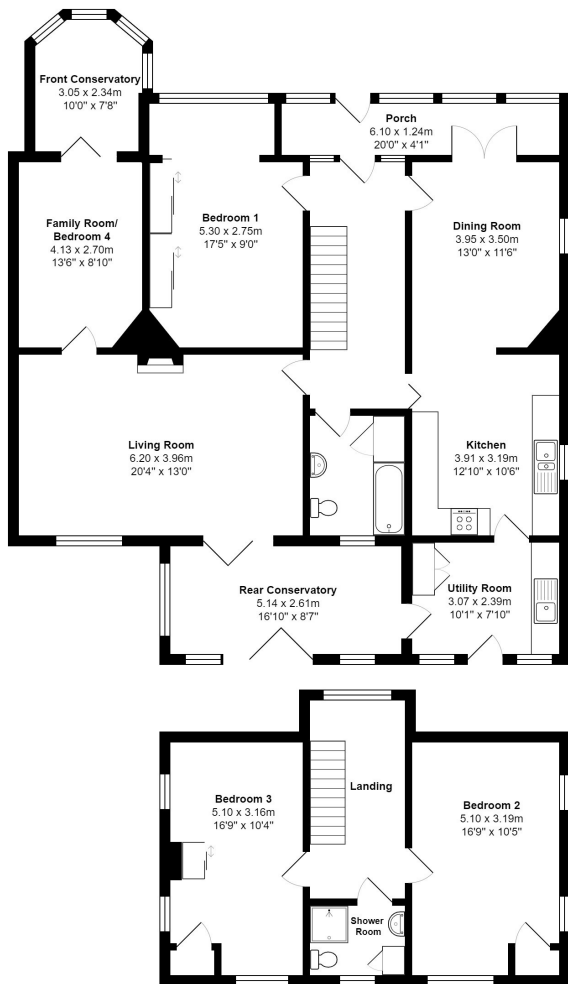 Front Conservatory
3.05 x 2.34m
10'0" x 7'8"
Porch
6.10 x 1.24m
20'0" x 4'1"
Family Room/
Bedroom 4
4.13 x 2.70m
13'6" x 8'10"
Bedroom 1
5.30 x 2.75m
17'5" x 9'0"
Dining Room
3.95 x 3.50m
13'0" x 11'6"
Living Room
6.20 x 3.96m
20'4" x 13'0"
Kitchen
3.91 x 3.19m
12'10" x 10'6"
Rear Conservatory
5.14 x 2.61m
16'10" x 8'7"
Utility Room
3.07 x 2.39m
10'1" x 7'10"
Bedroom 3
5.10 x 3.16m
16'9" x 10'4"
Landing
Bedroom 2
5.10 x 3.19m
16'9" x 10'5"
Shower
Room